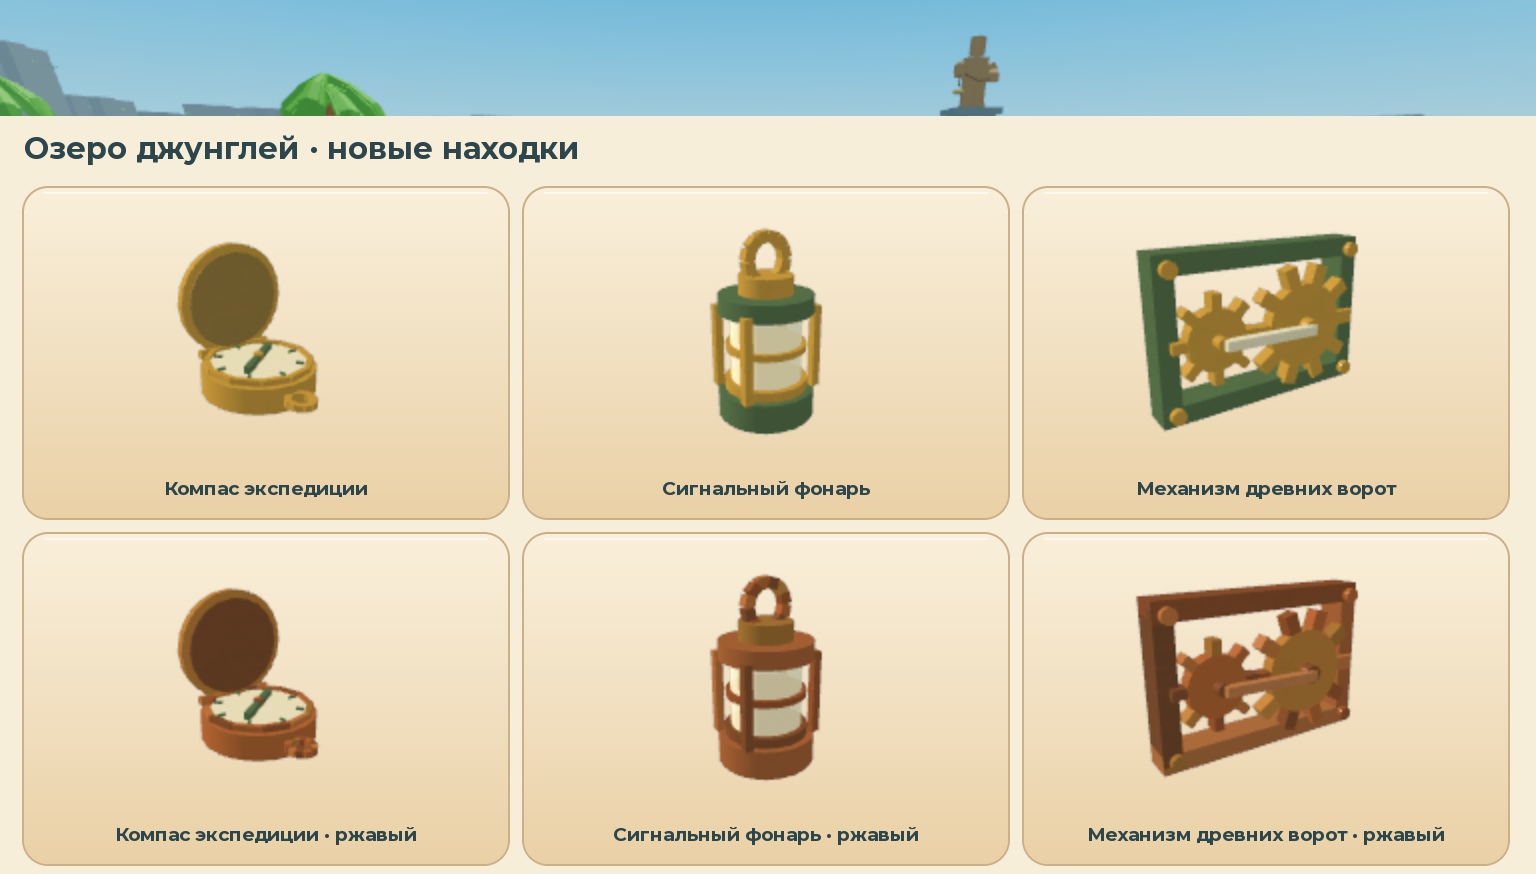 Озеро джунглей · новые находки
Компас экспедиции
Сигнальный фонарь
Механизм древних ворот
Компас экспедиции · ржавый
Сигнальный фонарь · ржавый
Механизм древних ворот · ржавый